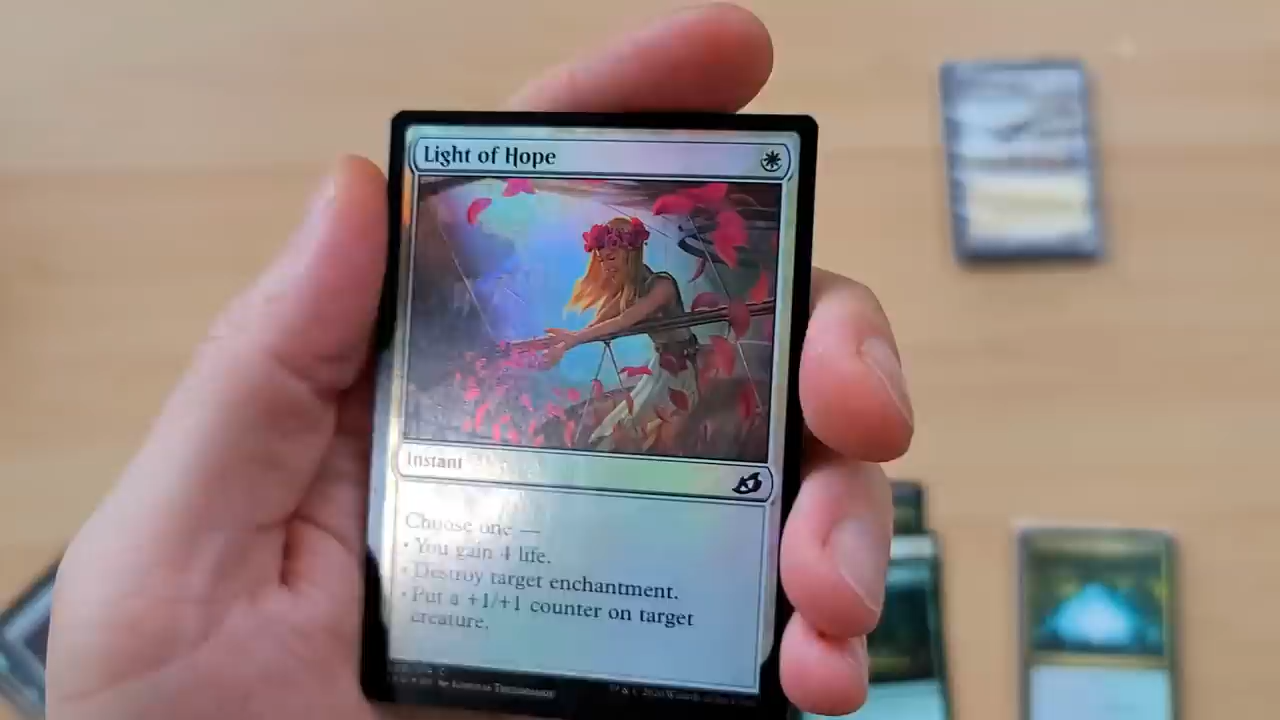 Light of Hope
Instant
Choose one —
• You gain 4 life.
• Destroy target enchantment.
• Put a +1/+1 counter on target
creature.